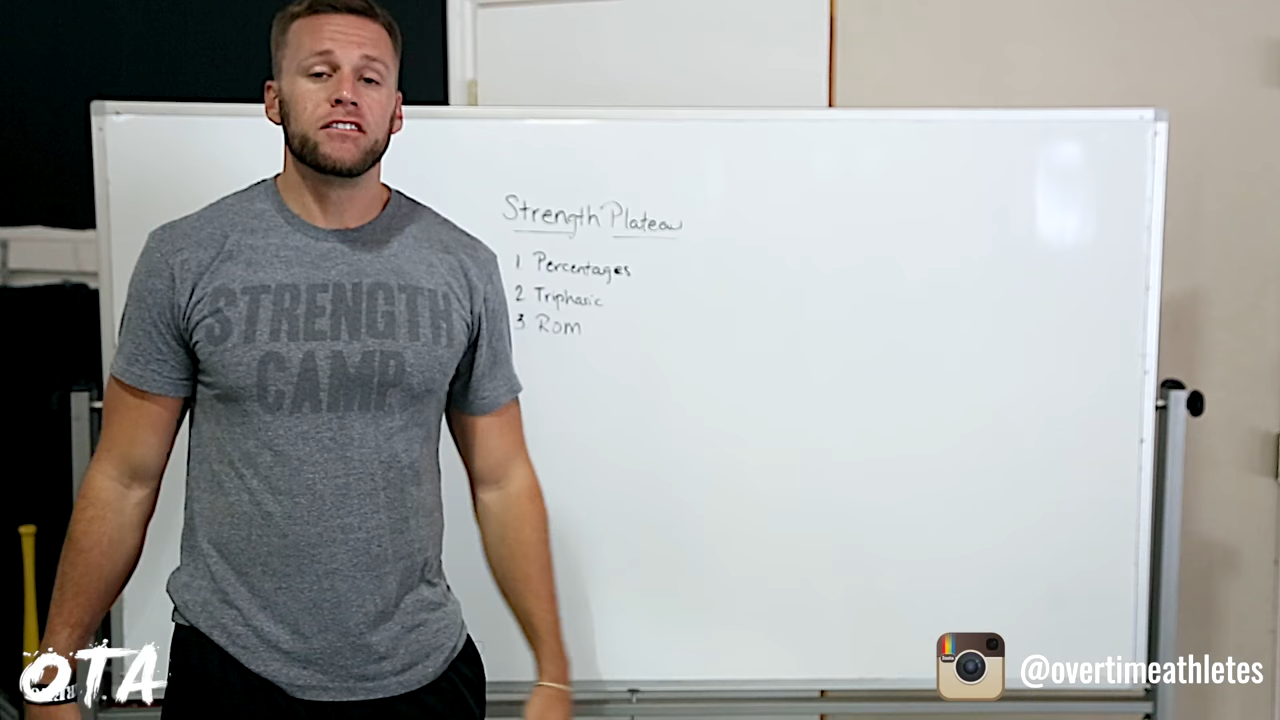 Strength Plateau
1 Percentages
2 Triphasic
3 Rom
STRENGTH
CAMP
OTA
@overtimeathletes